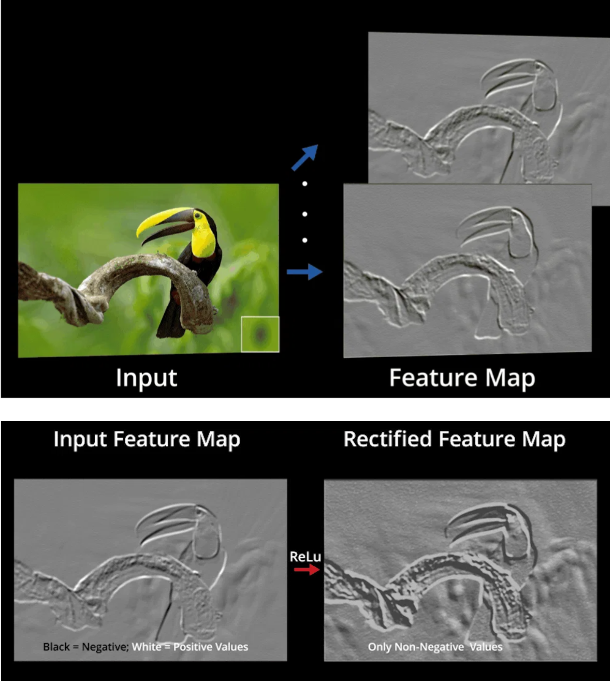 Input
Feature Map
Input Feature Map
Rectified Feature Map
ReLu
Black = Negative; White = Positive Values
Only Non-Negative Values